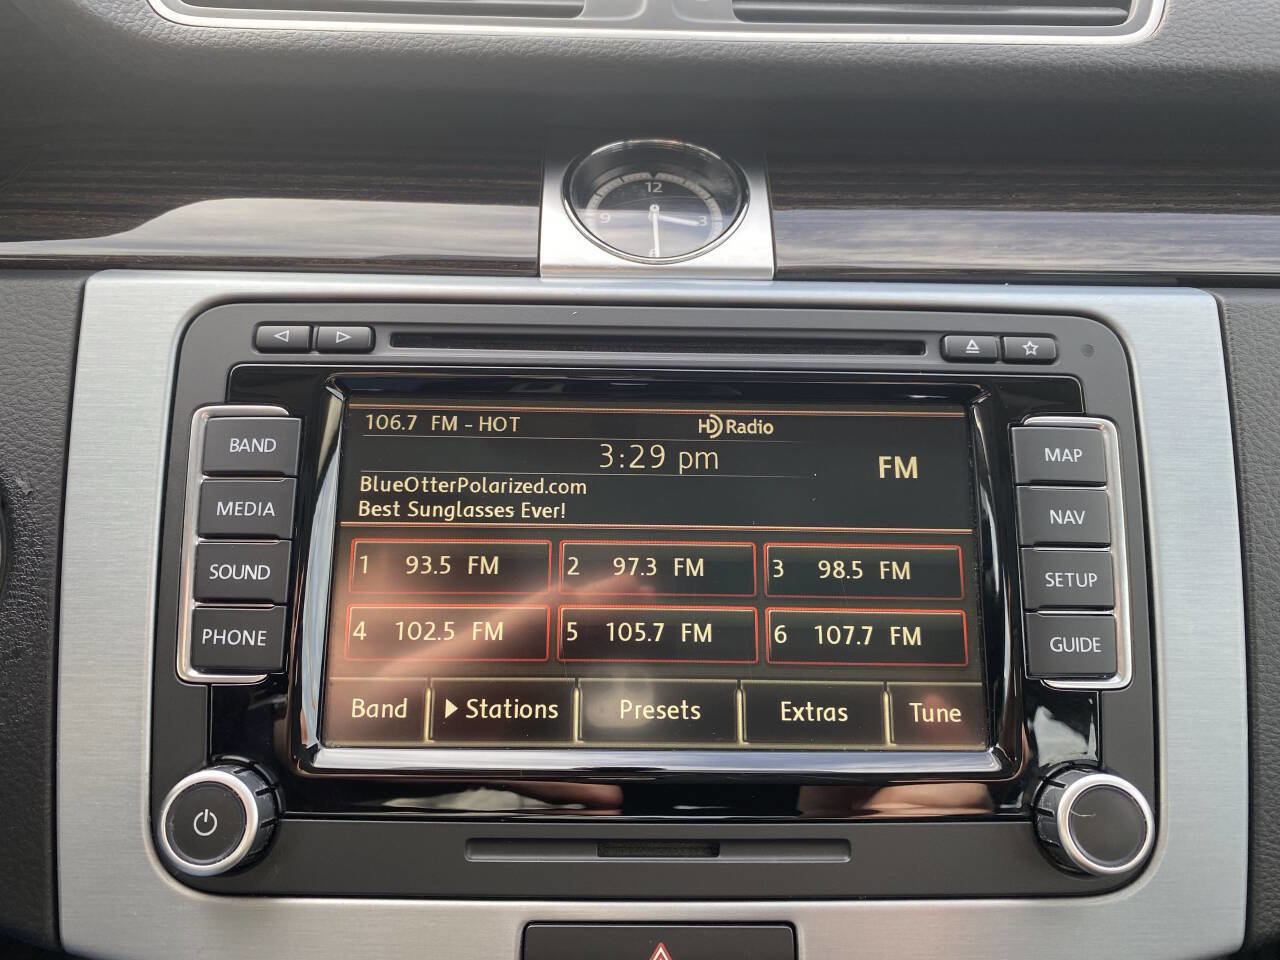 12
9 3
6
106.7 FM - HOT HD Radio
3:29 pm
FM
BlueOtterPolarized.com
Best Sunglasses Ever!
1 93.5 FM
2 97.3 FM
3 98.5 FM
4 102.5 FM
5 105.7 FM
6 107.7 FM
Band Stations Presets Extras Tune
BAND
MEDIA
SOUND
PHONE
MAP
NAV
SETUP
GUIDE